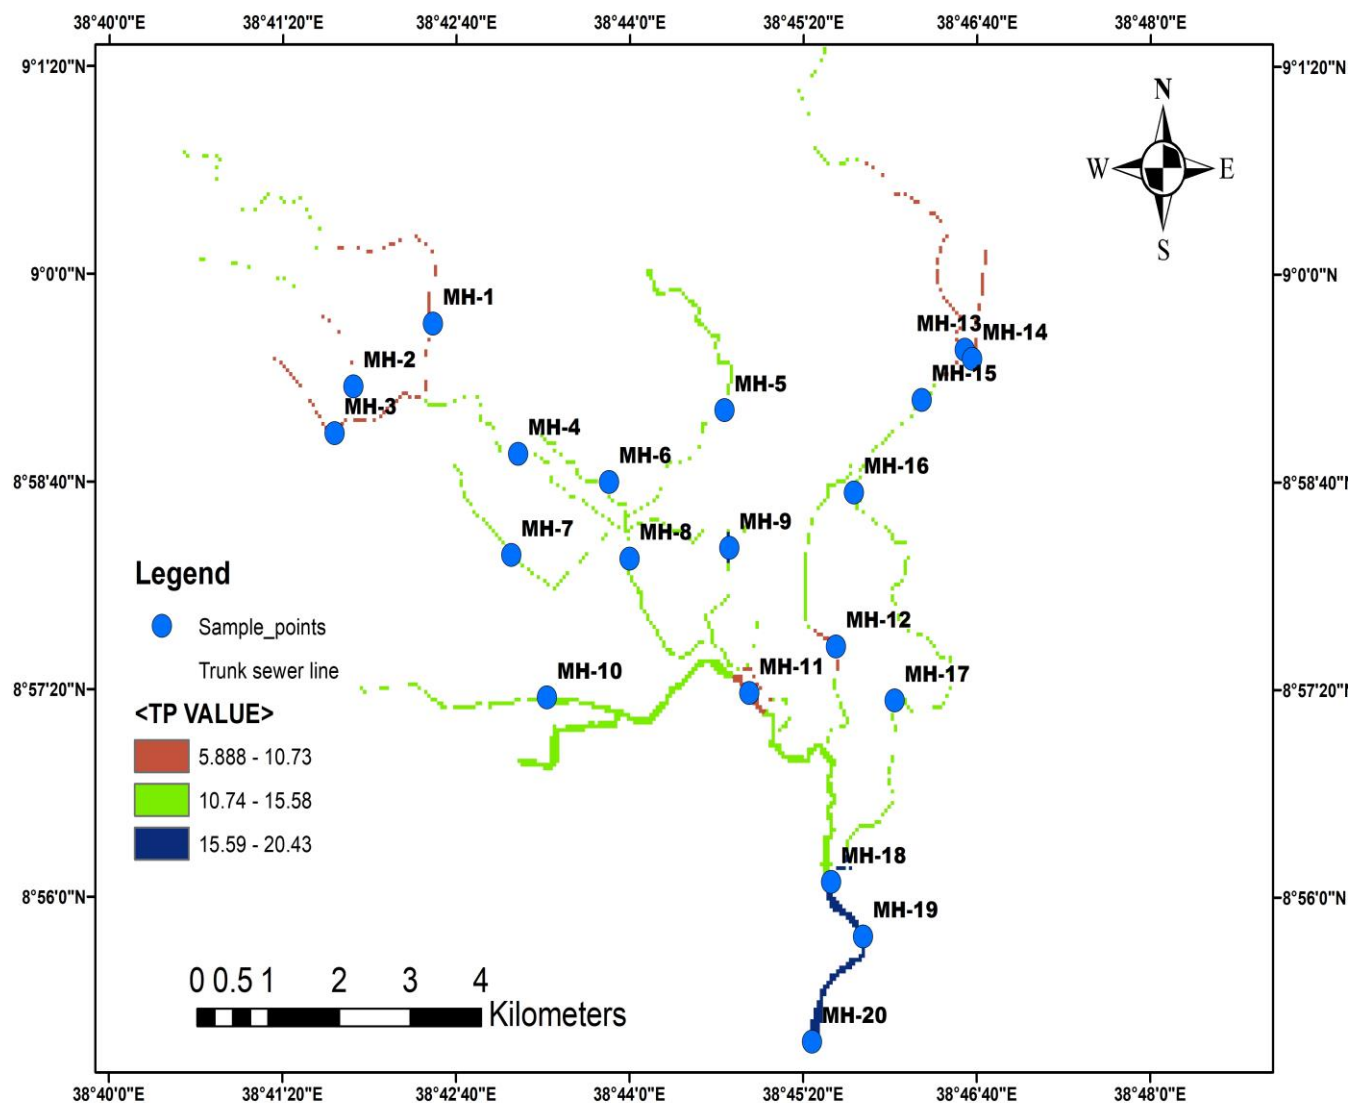 38°40'0"E 38°41'20"E 38°42'40"E 38°44'0"E 38°45'20"E 38°46'40"E 38°48'0"E
9°1'20"N 9°1'20"N
N
W E
S
9°0'0"N 9°0'0"N
MH-1
MH-13
MH-14
MH-2
MH-15
MH-5
MH-3
MH-4
MH-6
MH-16
8°58'40"N 8°58'40"N
MH-7
MH-8
MH-9
Legend
Sample_points
MH-12
Trunk sewer line
MH-10
MH-11
MH-17
8°57'20"N 8°57'20"N
<TP VALUE>
5.888 - 10.73
10.74 - 15.58
15.59 - 20.43
MH-18
8°56'0"N 8°56'0"N
MH-19
0 0.5 1 2 3 4
Kilometers
MH-20
38°40'0"E 38°41'20"E 38°42'40"E 38°44'0"E 38°45'20"E 38°46'40"E 38°48'0"E